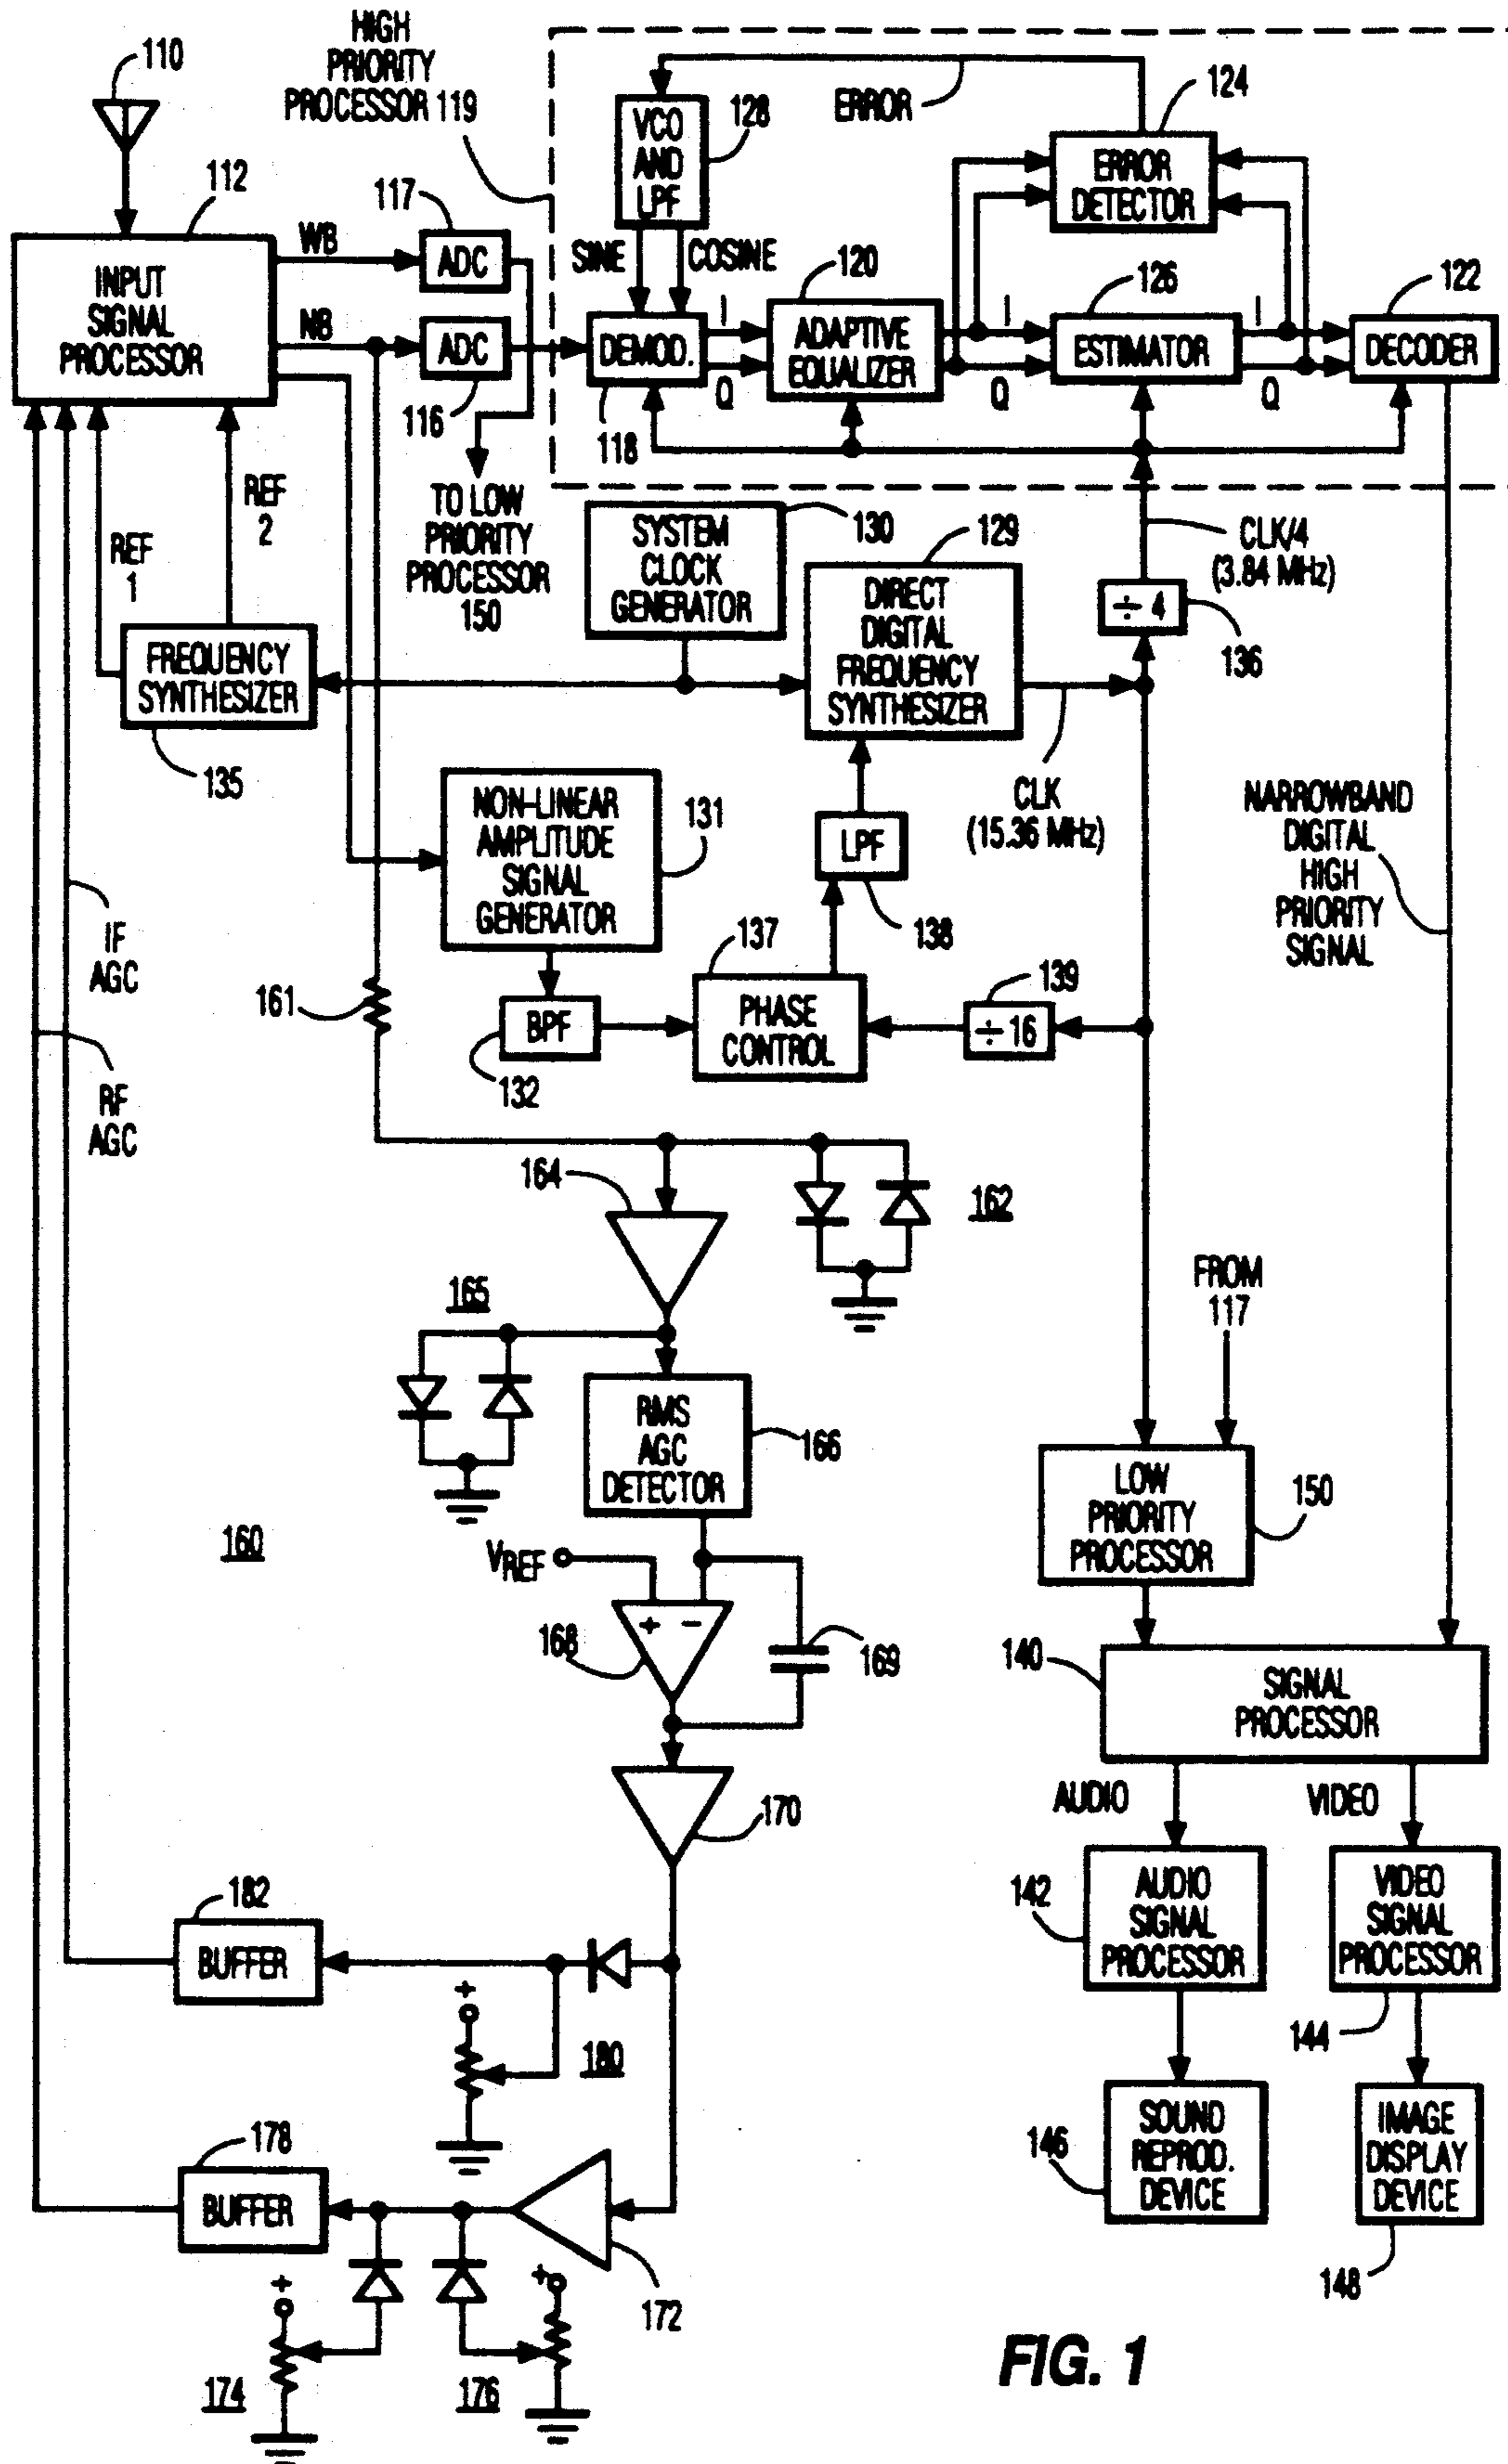 HIGH
PRIORITY
PROCESSOR 119
110
112
INPUT
SIGNAL
PROCESSOR
WB
NB
117
ADC
ADC
116
VCO
AND
LPF
128
ERROR
124
ERROR
DETECTOR
SINE
COSINE
DEMOD.
118
I
Q
120
ADAPTIVE
EQUALIZER
I
Q
126
ESTIMATOR
I
Q
122
DECODER
TO LOW
PRIORITY
PROCESSOR
150
REF
1
REF
2
FREQUENCY
SYNTHESIZER
135
SYSTEM
CLOCK
GENERATOR
130
129
DIRECT
DIGITAL
FREQUENCY
SYNTHESIZER
CLK/4
(3.84 MHz)
÷ 4
136
CLK
(15.36 MHz)
NON-LINEAR
AMPLITUDE
SIGNAL
GENERATOR
131
LPF
138
NARROWBAND
DIGITAL
HIGH
PRIORITY
SIGNAL
IF
AGC
RF
AGC
161
BPF
132
137
PHASE
CONTROL
139
÷ 16
164
162
165
RMS
AGC
DETECTOR
166
FROM
117
LOW
PRIORITY
PROCESSOR
150
160
VREF
+ −
168
169
140
SIGNAL
PROCESSOR
170
AUDIO
VIDEO
142
AUDIO
SIGNAL
PROCESSOR
VIDEO
SIGNAL
PROCESSOR
144
182
BUFFER
+
180
178
BUFFER
172
146
SOUND
REPROD.
DEVICE
IMAGE
DISPLAY
DEVICE
148
+
174
+
176
FIG. 1